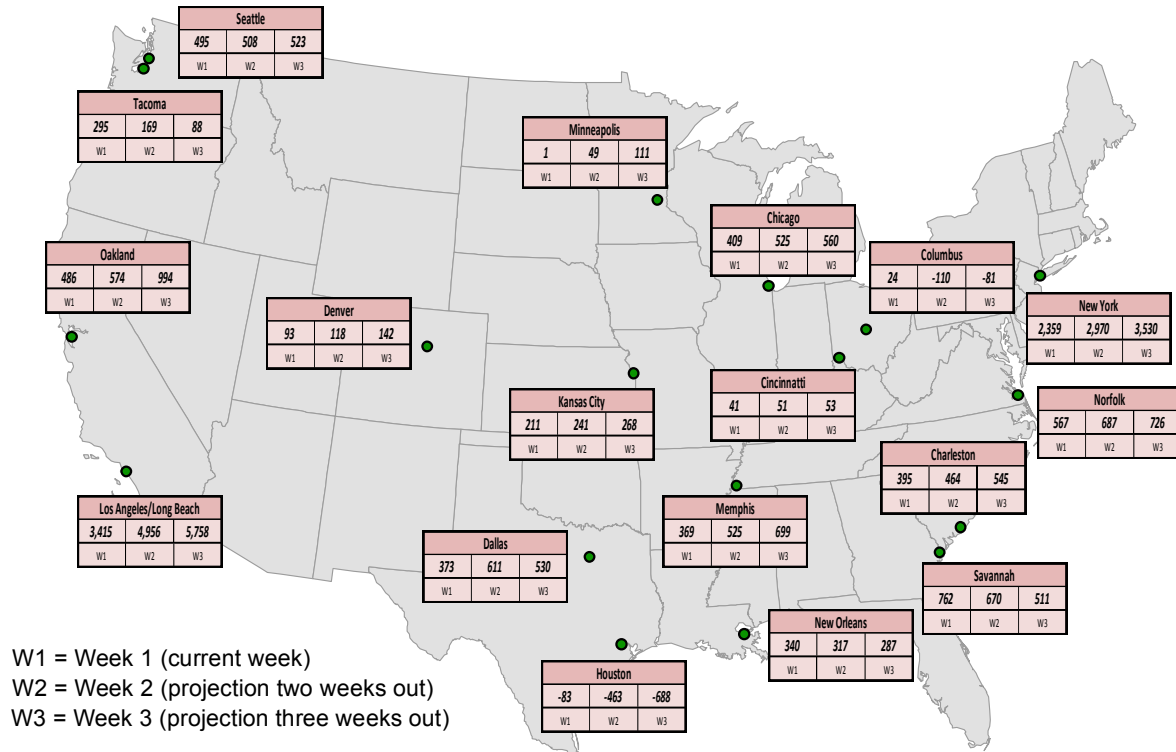 Seattle
495 508 523
W1 W2 W3
Tacoma
295 169 88
W1 W2 W3
Minneapolis
1 49 111
W1 W2 W3
Chicago
409 525 560
W1 W2 W3
Oakland
486 574 994
W1 W2 W3
Columbus
24 -110 -81
W1 W2 W3
Denver
93 118 142
W1 W2 W3
New York
2,359 2,970 3,530
W1 W2 W3
Cincinnatti
41 51 53
W1 W2 W3
Kansas City
211 241 268
W1 W2 W3
Norfolk
567 687 726
W1 W2 W3
Charleston
395 464 545
W1 W2 W3
Los Angeles/Long Beach
3,415 4,956 5,758
W1 W2 W3
Memphis
369 525 699
W1 W2 W3
Dallas
373 611 530
W1 W2 W3
Savannah
762 670 511
W1 W2 W3
New Orleans
340 317 287
W1 W2 W3
Houston
-83 -463 -688
W1 W2 W3
W1 = Week 1 (current week)
W2 = Week 2 (projection two weeks out)
W3 = Week 3 (projection three weeks out)